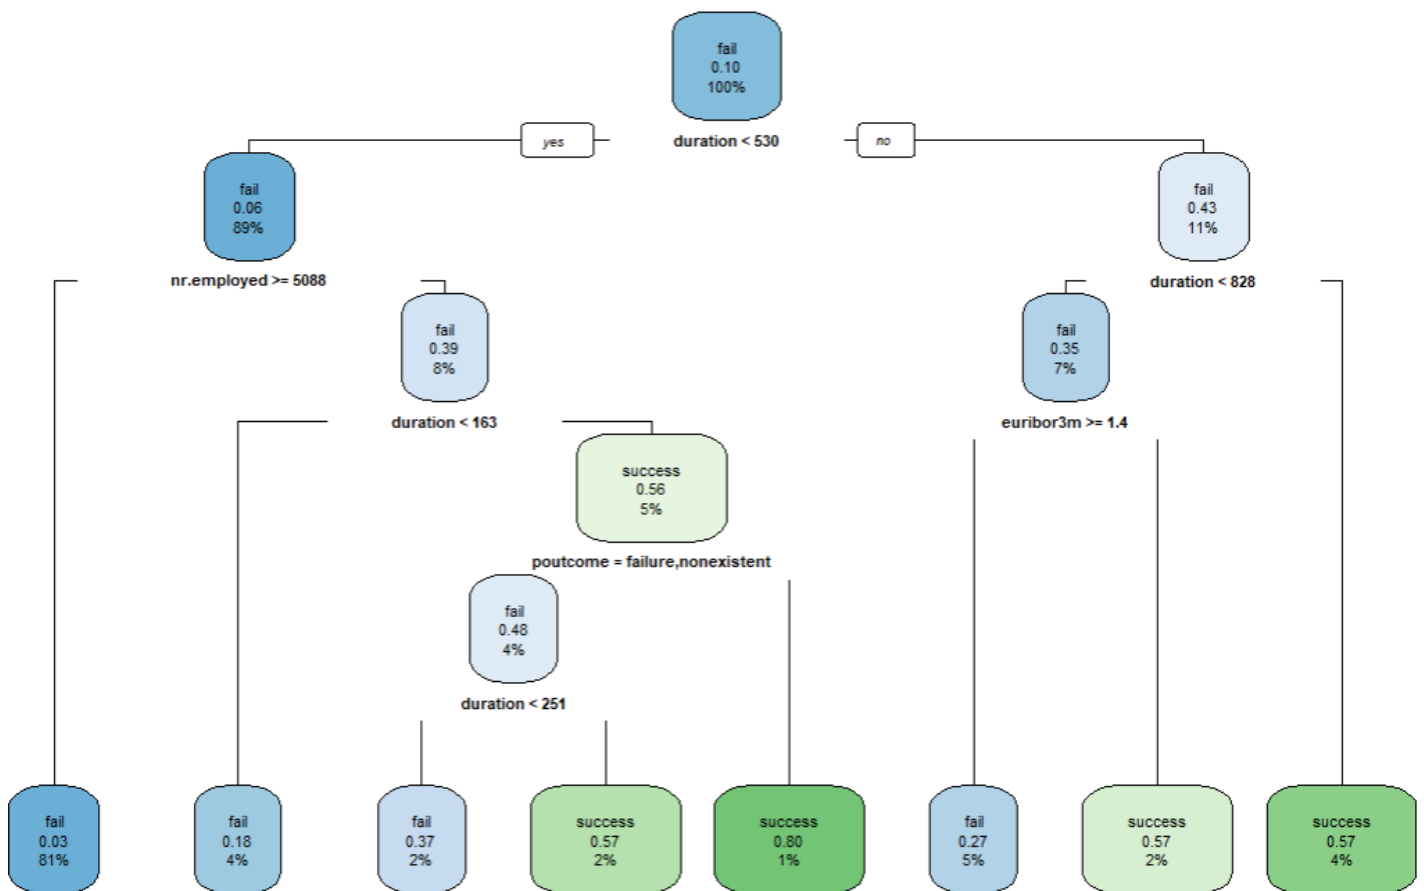 fail
0.10
100%
yes
duration < 530
no
fail
0.06
89%
fail
0.43
11%
nr.employed >= 5088
duration < 828
fail
0.39
8%
fail
0.35
7%
duration < 163
euribor3m >= 1.4
success
0.56
5%
poutcome = failure,nonexistent
fail
0.48
4%
duration < 251
fail
0.03
81%
fail
0.18
4%
fail
0.37
2%
success
0.57
2%
success
0.80
1%
fail
0.27
5%
success
0.57
2%
success
0.57
4%